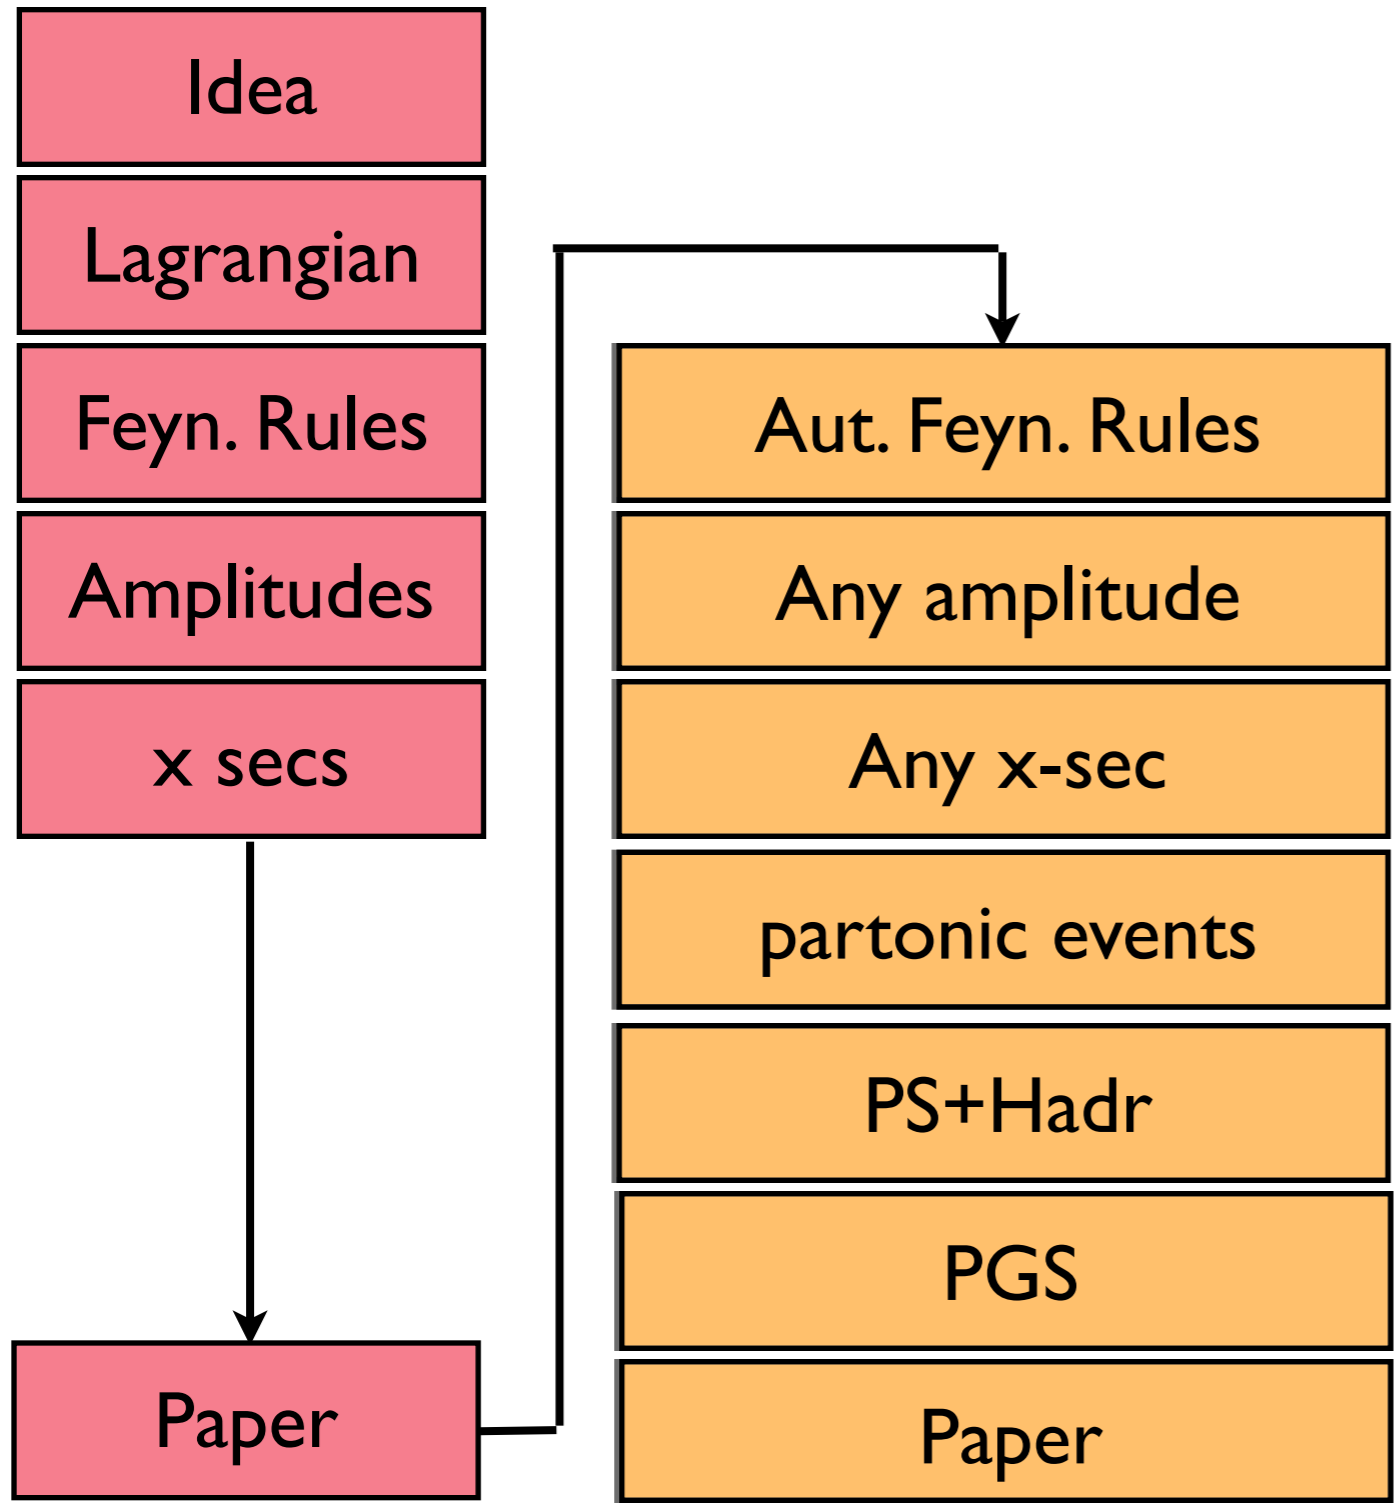 Idea
Lagrangian
Feyn. Rules
Amplitudes
x secs
Paper
Aut. Feyn. Rules
Any amplitude
Any x-sec
partonic events
PS+Hadr
PGS
Paper